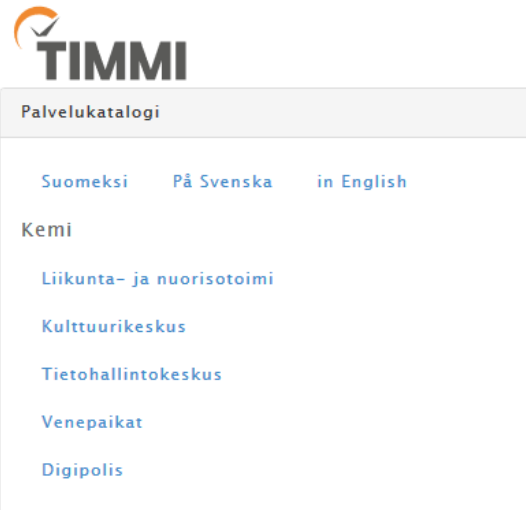 TIMMI
Palvelukatalogi
Suomeksi På Svenska in English
Kemi
Liikunta- ja nuorisotoimi
Kulttuurikeskus
Tietohallintokeskus
Venepaikat
Digipolis